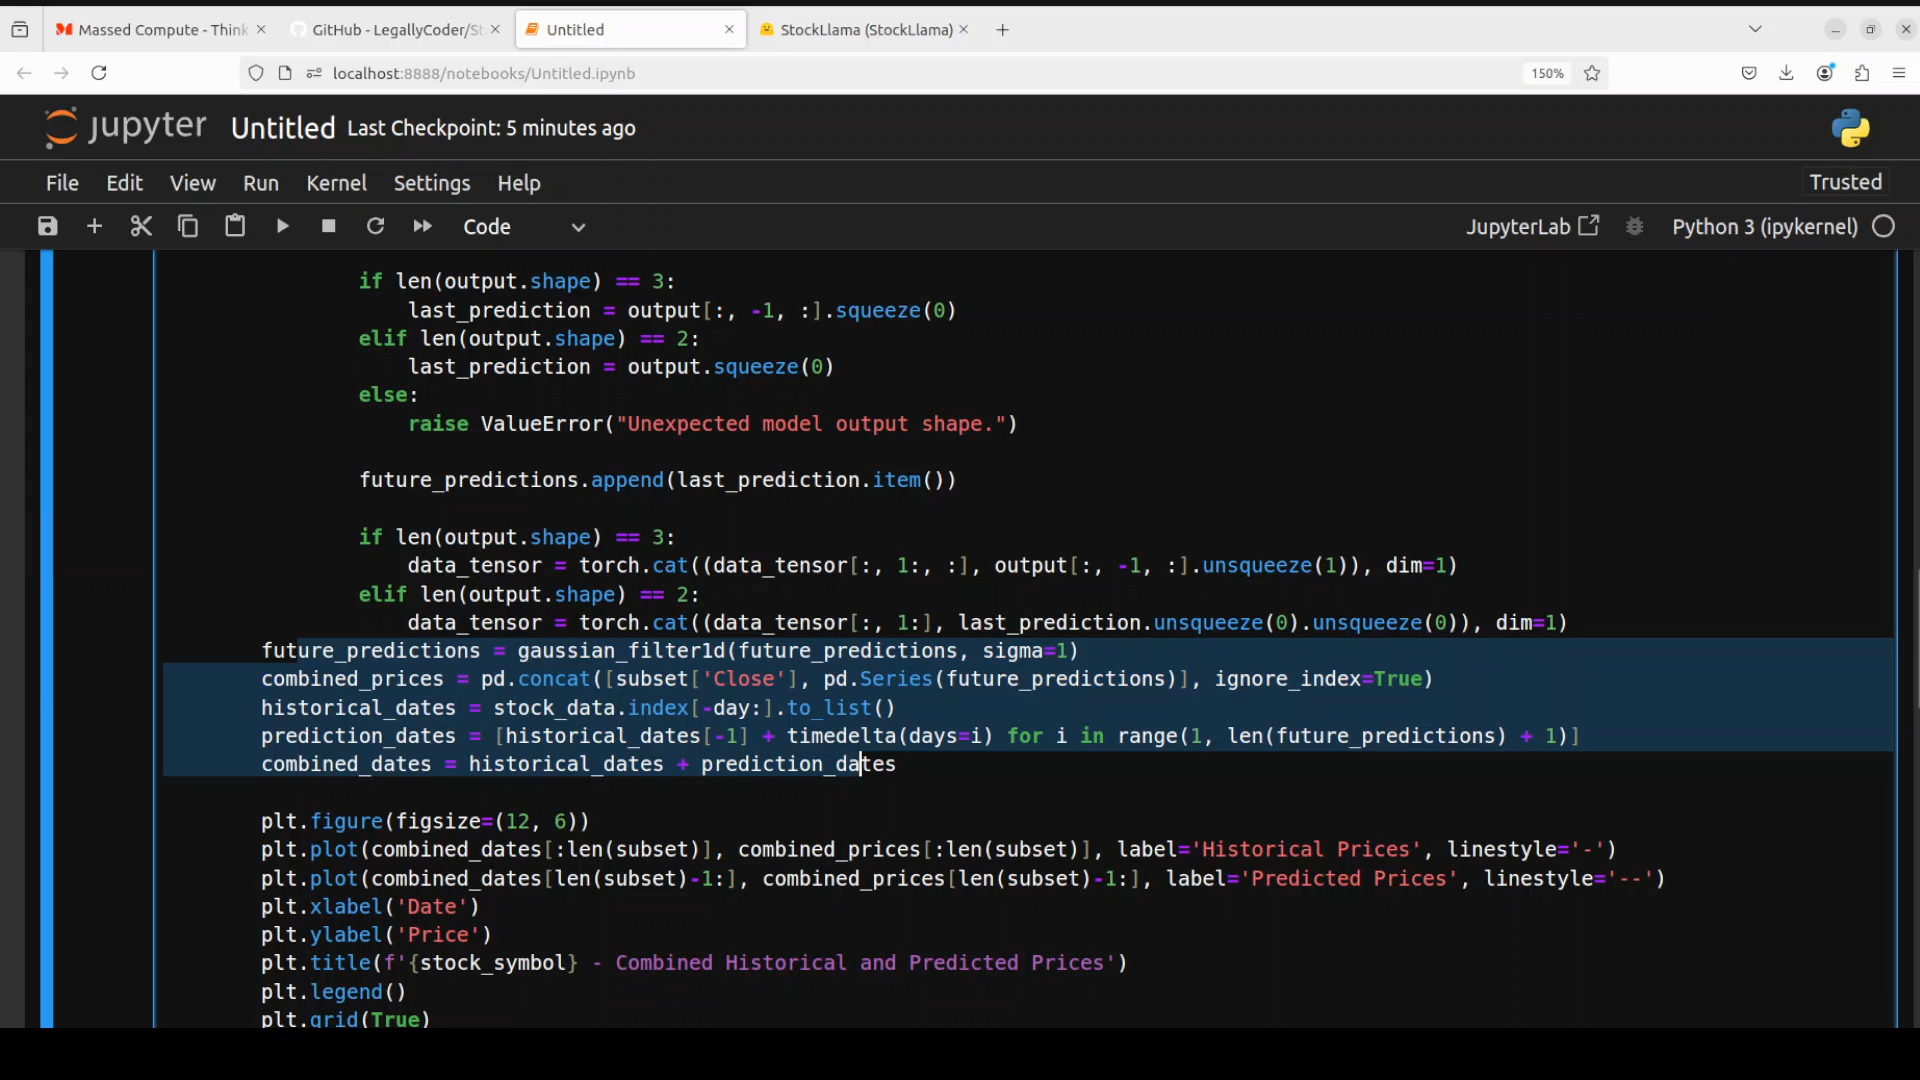 Massed Compute - Think
GitHub - LegallyCoder/St
Untitled
StockLlama (StockLlama)
localhost:8888/notebooks/Untitled.ipynb
150%
jupyter Untitled Last Checkpoint: 5 minutes ago
File Edit View Run Kernel Settings Help
Trusted
Code
JupyterLab
Python 3 (ipykernel)
if len(output.shape) == 3:
last_prediction = output[:, -1, :].squeeze(0)
elif len(output.shape) == 2:
last_prediction = output.squeeze(0)
else:
raise ValueError("Unexpected model output shape.")
future_predictions.append(last_prediction.item())
if len(output.shape) == 3:
data_tensor = torch.cat((data_tensor[:, 1:, :], output[:, -1, :].unsqueeze(1)), dim=1)
elif len(output.shape) == 2:
data_tensor = torch.cat((data_tensor[:, 1:], last_prediction.unsqueeze(0).unsqueeze(0)), dim=1)
future_predictions = gaussian_filter1d(future_predictions, sigma=1)
combined_prices = pd.concat([subset['Close'], pd.Series(future_predictions)], ignore_index=True)
historical_dates = stock_data.index[-day:].to_list()
prediction_dates = [historical_dates[-1] + timedelta(days=i) for i in range(1, len(future_predictions) + 1)]
combined_dates = historical_dates + prediction_dates
plt.figure(figsize=(12, 6))
plt.plot(combined_dates[:len(subset)], combined_prices[:len(subset)], label='Historical Prices', linestyle='-')
plt.plot(combined_dates[len(subset)-1:], combined_prices[len(subset)-1:], label='Predicted Prices', linestyle='--')
plt.xlabel('Date')
plt.ylabel('Price')
plt.title(f'{stock_symbol} - Combined Historical and Predicted Prices')
plt.legend()
plt.grid(True)